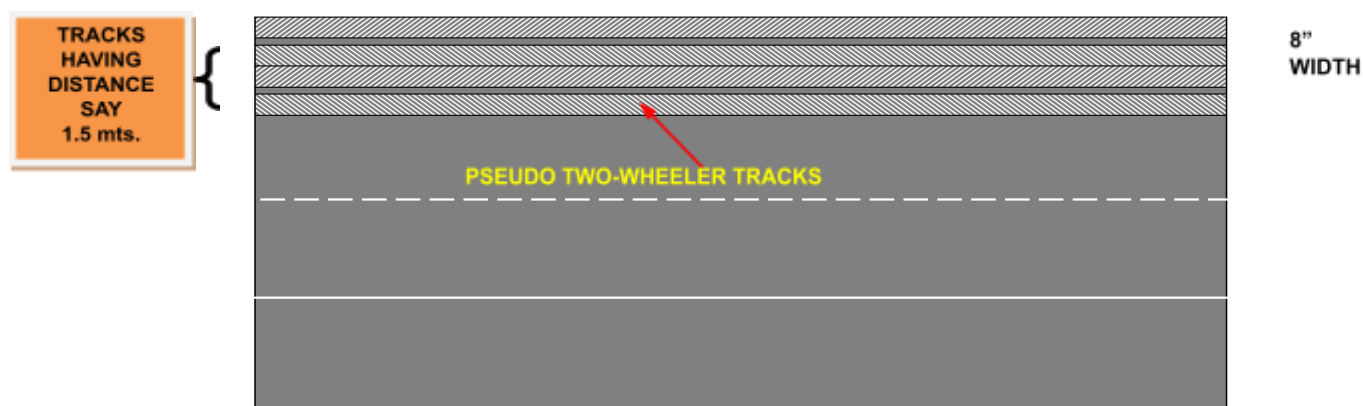 TRACKS
HAVING
DISTANCE
SAY
1.5 mts.
8”
WIDTH
PSEUDO TWO-WHEELER TRACKS